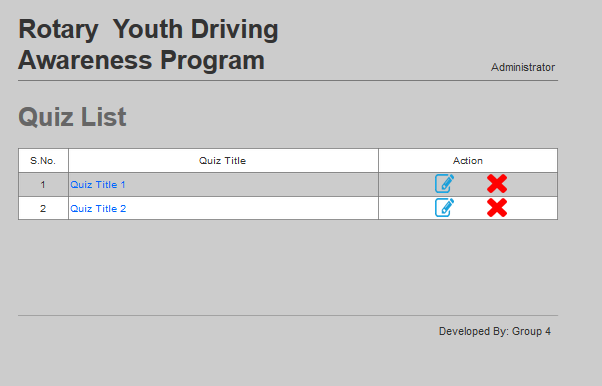 Rotary  Youth Driving
Awareness Program
Administrator
Quiz List
S.No. Quiz Title Action
1 Quiz Title 1
2 Quiz Title 2
Developed By: Group 4